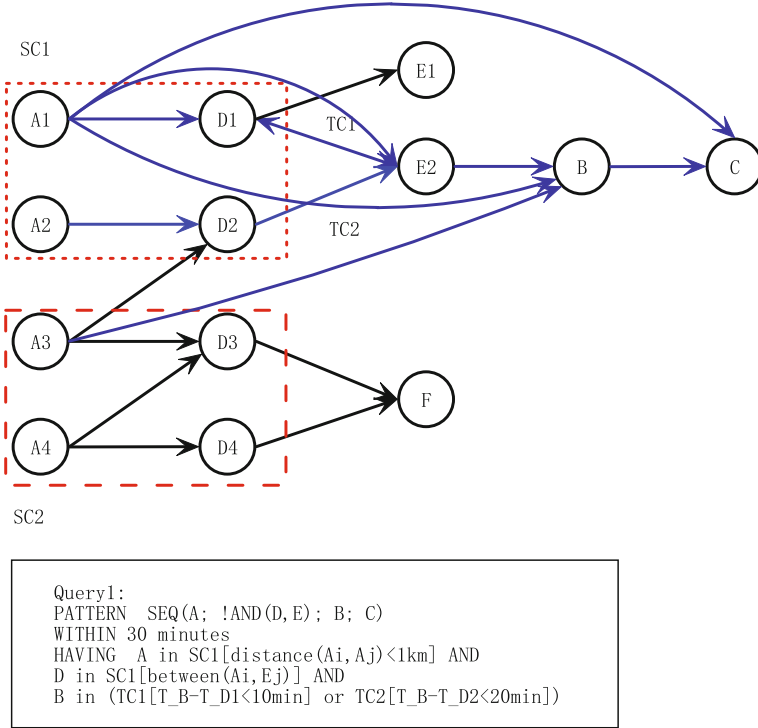 SC1
E1
A1
D1
TC1
E2
B
C
A2
D2
TC2
A3
D3
F
A4
D4
SC2
Query1:
PATTERN SEQ(A; !AND(D,E); B; C)
WITHIN 30 minutes
HAVING A in SC1[distance(Ai,Aj)<1km] AND
D in SC1[between(Ai,Ej)] AND
B in (TC1[T_B-T_D1<10min] or TC2[T_B-T_D2<20min])